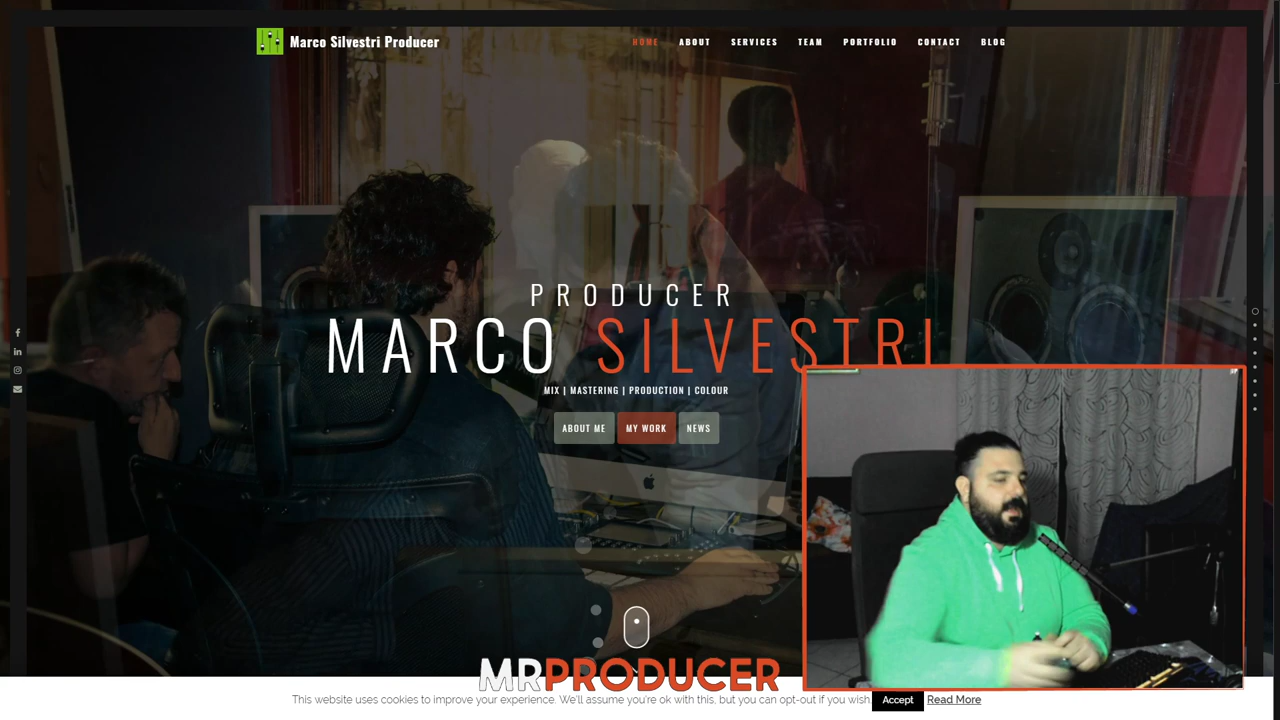 Marco Silvestri Producer
HOME ABOUT SERVICES TEAM PORTFOLIO CONTACT BLOG
PRODUCER
MARCO SILVESTRI
MIX | MASTERING | PRODUCTION | COLOUR
ABOUT ME MY WORK NEWS
MRPRODUCER
This website uses cookies to improve your experience. We'll assume you're ok with this, but you can opt-out if you wish. Accept Read More